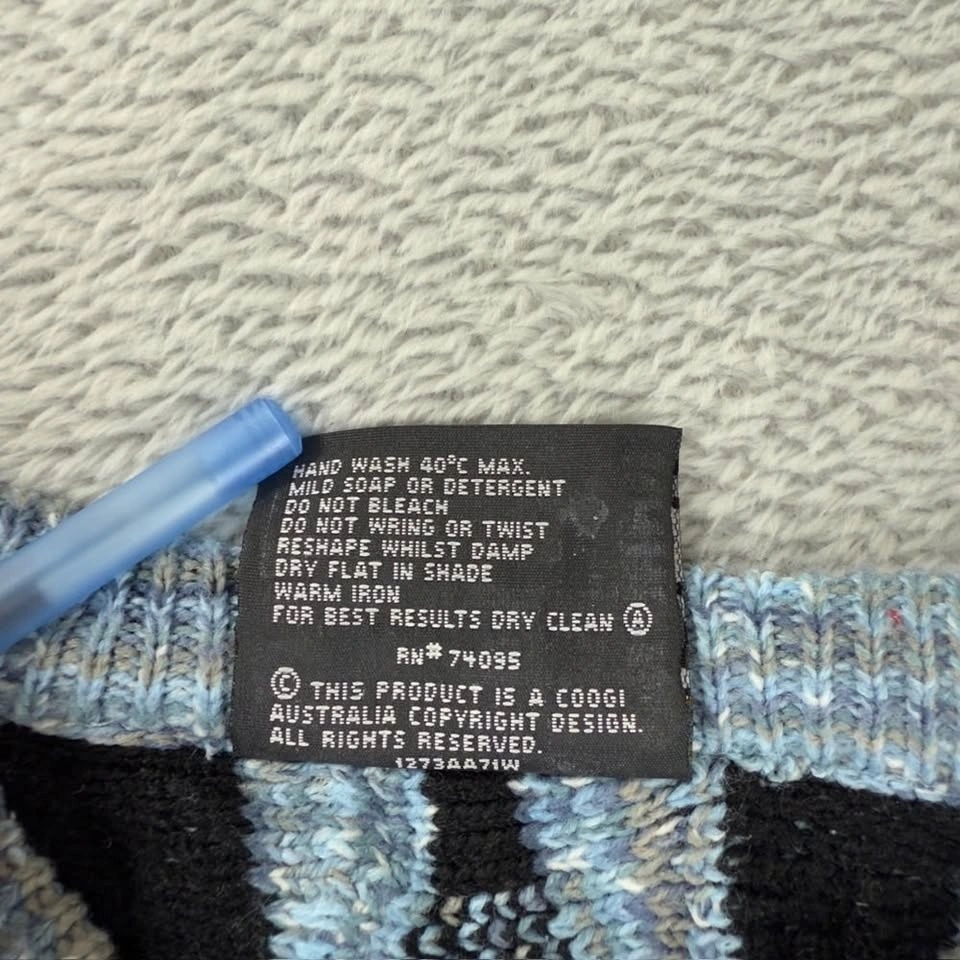 HAND WASH 40°C MAX.
MILD SOAP OR DETERGENT
DO NOT BLEACH
DO NOT WRING OR TWIST
RESHAPE WHILST DAMP
DRY FLAT IN SHADE
WARM IRON
FOR BEST RESULTS DRY CLEAN Ⓐ
RN# 74095
© THIS PRODUCT IS A COOGI
AUSTRALIA COPYRIGHT DESIGN.
ALL RIGHTS RESERVED.
1273AA71W